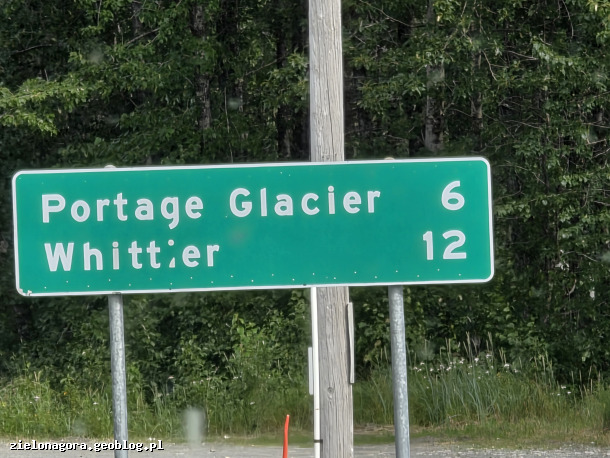 Portage Glacier 6
Whittier 12
zielonagora.geoblog.pl